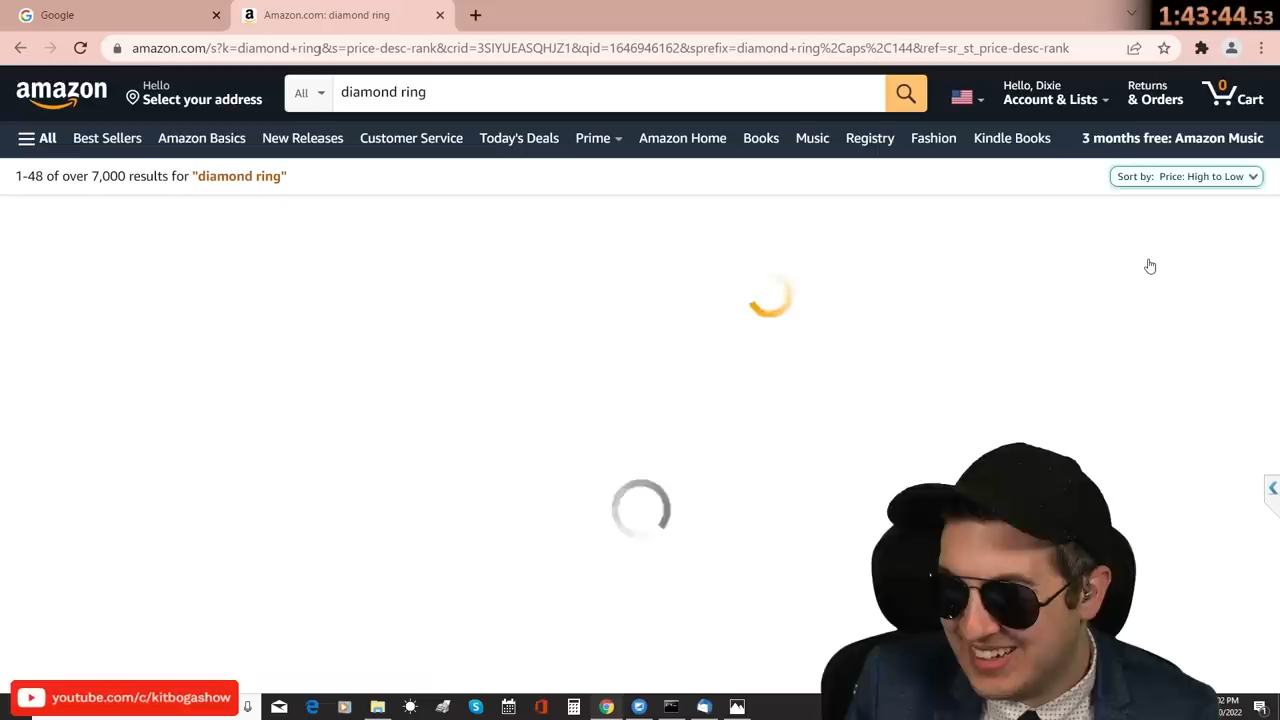 Google
Amazon.com: diamond ring
1:43:44.53
amazon.com/s?k=diamond+ring&s=price-desc-rank&crid=3SIYUEASQHJZ1&qid=1646946162&sprefix=diamond+ring%2Caps%2C144&ref=sr_st_price-desc-rank
amazon
Hello
Select your address
All
diamond ring
Hello, Dixie
Account & Lists
Returns
& Orders
0
Cart
All
Best Sellers
Amazon Basics
New Releases
Customer Service
Today's Deals
Prime
Amazon Home
Books
Music
Registry
Fashion
Kindle Books
3 months free: Amazon Music
1-48 of over 7,000 results for "diamond ring"
Sort by: Price: High to Low
youtube.com/c/kitbogashow